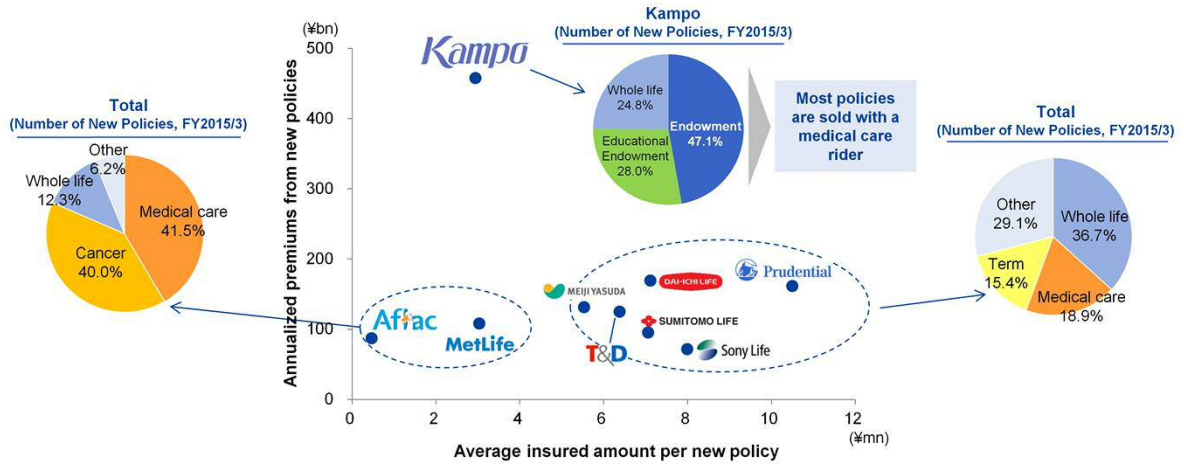 Kampo
(Number of New Policies, FY2015/3)
(¥bn)
500
400
300
200
100
0
Annualized premiums from new policies
Kampo
Whole life
24.8%
Endowment
47.1%
Educational
Endowment
28.0%
Most policies
are sold with a
medical care
rider
Total
(Number of New Policies, FY2015/3)
Other
6.2%
Whole life
12.3%
Medical care
41.5%
Cancer
40.0%
Total
(Number of New Policies, FY2015/3)
Other
29.1%
Whole life
36.7%
Term
15.4%
Medical care
18.9%
Aflac
MetLife
MEIJI YASUDA
DAI-ICHI LIFE
Prudential
SUMITOMO LIFE
T&D
Sony Life
0
2
4
6
8
10
12
(¥mn)
Average insured amount per new policy